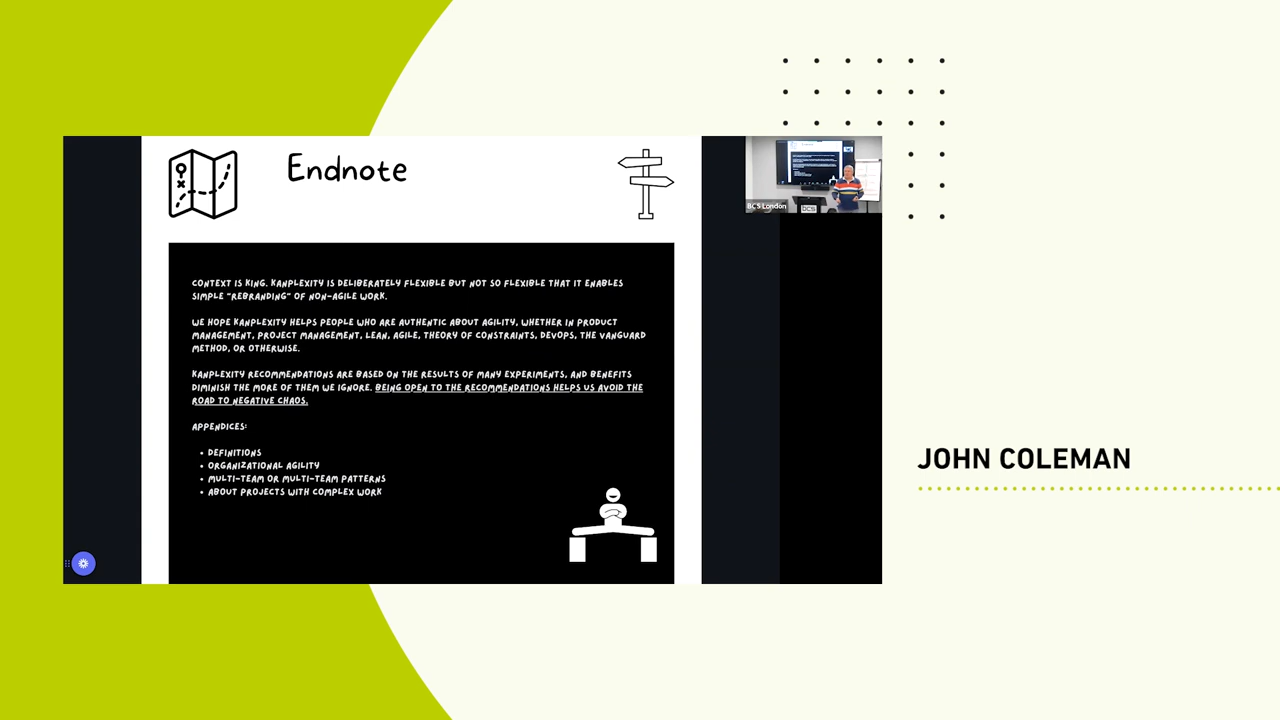 Endnote
BCS London
BCS
CONTEXT IS KING. KANPLEXITY IS DELIBERATELY FLEXIBLE BUT NOT SO FLEXIBLE THAT IT ENABLES
SIMPLE "REBRANDING" OF NON-AGILE WORK.
WE HOPE KANPLEXITY HELPS PEOPLE WHO ARE AUTHENTIC ABOUT AGILITY, WHETHER IN PRODUCT
MANAGEMENT, PROJECT MANAGEMENT, LEAN, AGILE, THEORY OF CONSTRAINTS, DEVOPS, THE VANGUARD
METHOD, OR OTHERWISE.
KANPLEXITY RECOMMENDATIONS ARE BASED ON THE RESULTS OF MANY EXPERIMENTS, AND BENEFITS
DIMINISH THE MORE OF THEM WE IGNORE. BEING OPEN TO THE RECOMMENDATIONS HELPS US AVOID THE
ROAD TO NEGATIVE CHAOS.
APPENDICES:
• DEFINITIONS
• ORGANIZATIONAL AGILITY
• MULTI-TEAM OR MULTI-TEAM PATTERNS
• ABOUT PROJECTS WITH COMPLEX WORK
JOHN COLEMAN